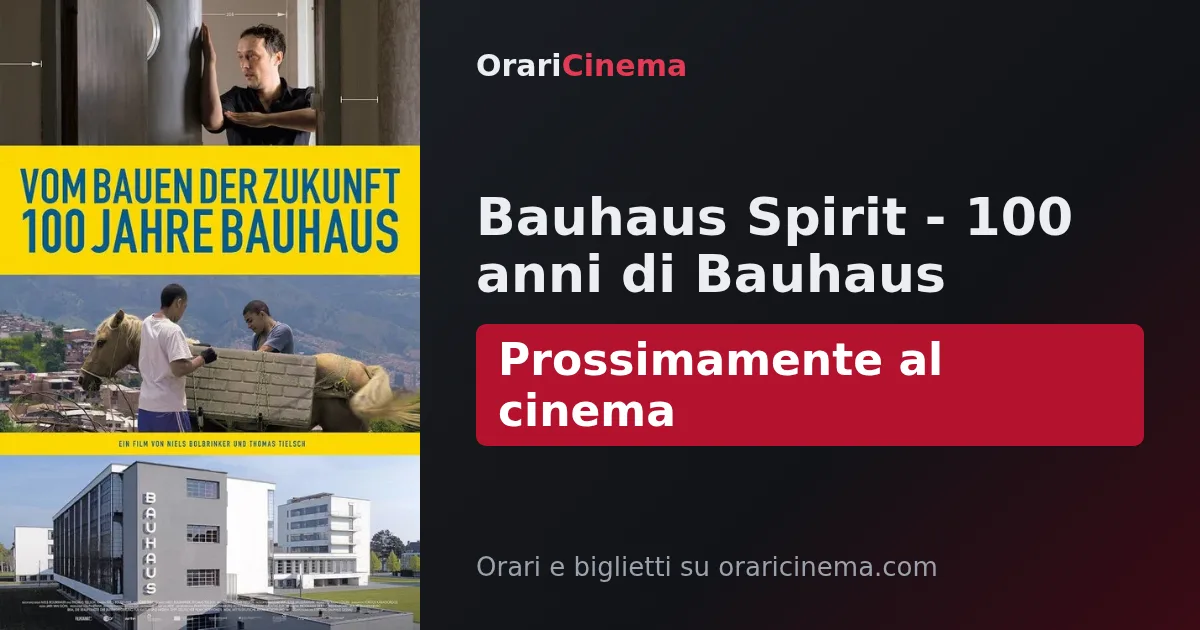 OrariCinema
VOM BAUEN DER ZUKUNFT
100 JAHRE BAUHAUS
EIN FILM VON NIELS BOLBRINKER UND THOMAS TIELSCH
BAUHAUS
Bauhaus Spirit - 100
anni di Bauhaus
Prossimamente al
cinema
Orari e biglietti su oraricinema.com